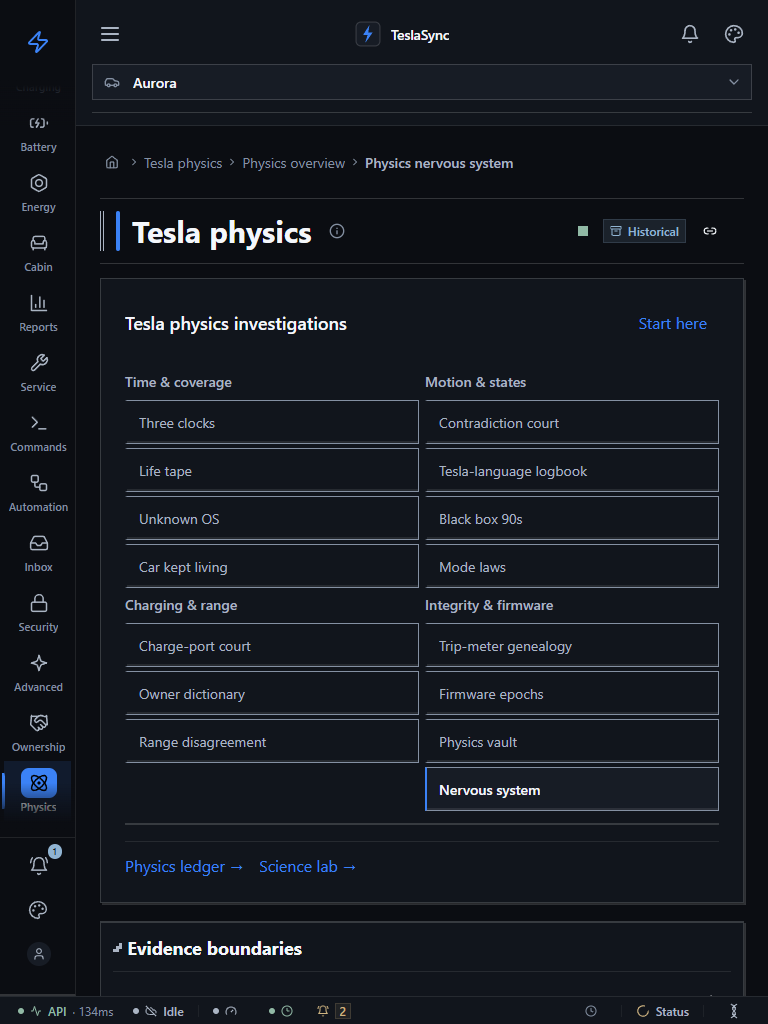 TeslaSync
Aurora
Charging
Battery
Energy
Cabin
Reports
Service
Commands
Automation
Inbox
Security
Advanced
Ownership
Physics
1
Tesla physics > Physics overview > Physics nervous system
Tesla physics
Historical
Tesla physics investigations
Start here
Time & coverage
Three clocks
Life tape
Unknown OS
Car kept living
Motion & states
Contradiction court
Tesla-language logbook
Black box 90s
Mode laws
Charging & range
Charge-port court
Owner dictionary
Range disagreement
Integrity & firmware
Trip-meter genealogy
Firmware epochs
Physics vault
Nervous system
Physics ledger → Science lab →
Evidence boundaries
API · 134ms Idle 2 Status